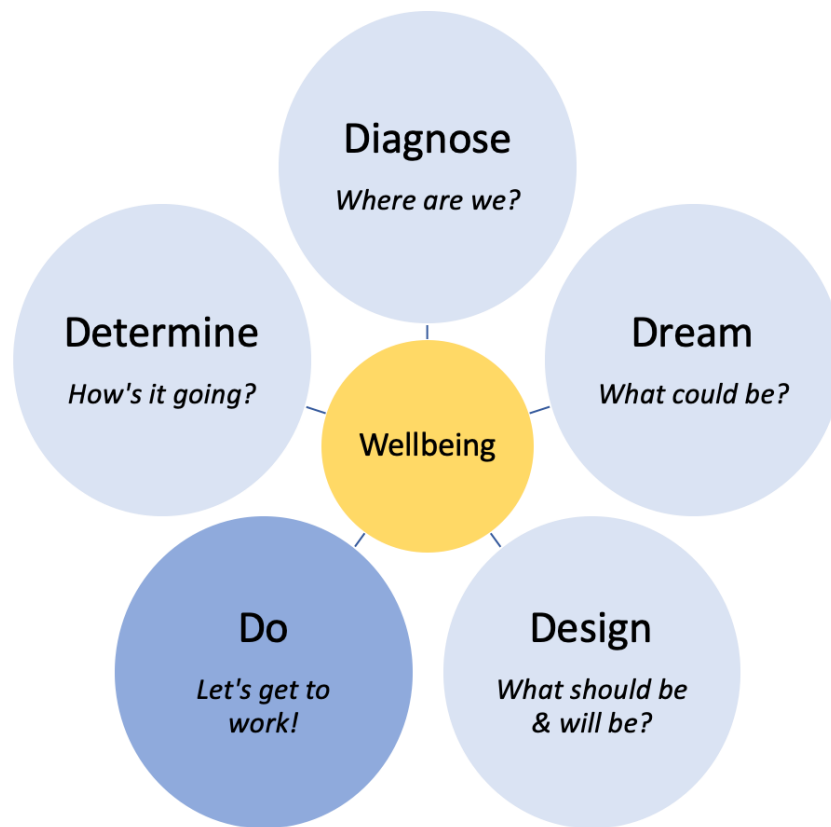 Diagnose
Where are we?
Dream
What could be?
Design
What should be
& will be?
Do
Let's get to
work!
Determine
How's it going?
Wellbeing